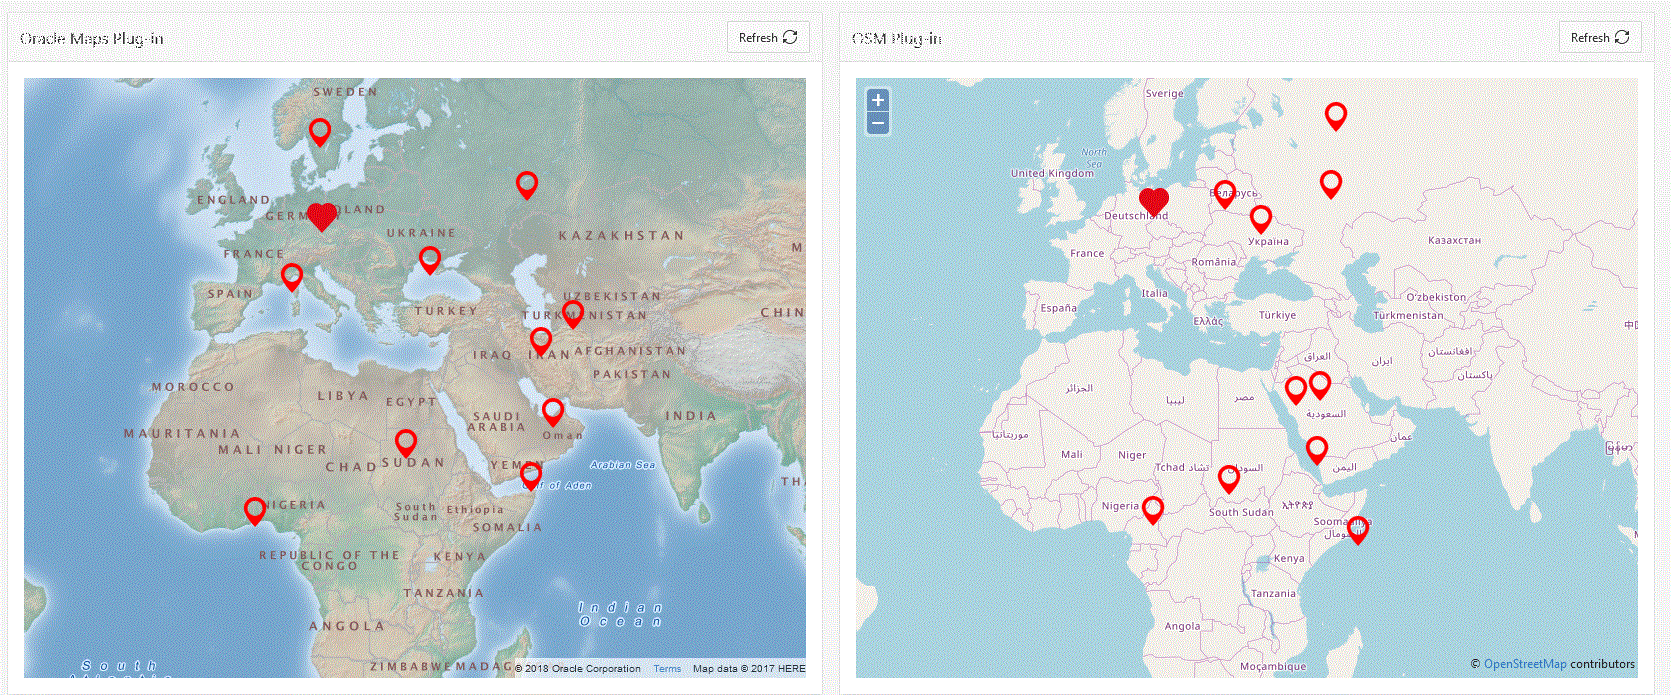 Oracle Maps Plug-in
Refresh
SWEDEN
ENGLAND
GERM
OLAND
UKRAINE
KAZAKHSTAN
M
FRANCE
SPAIN
UZBEKISTAN
TURKEY
TURKMENISTAN
CHIN
IRAQ
IRAN
AFGHANISTAN
PAKISTAN
MOROCCO
LIBYA
EGYPT
SAUDI
ARABIA
INDIA
MAURITANIA
Oman
MALI NIGER
CHAD
SUDAN
YEMEN
Arabian Sea
Gulf of Aden
TH
NIGERIA
South
Sudan
Ethiopia
SOMALIA
REPUBLIC OF THE
CONGO
KENYA
TANZANIA
Indian
Ocean
ANGOLA
South
ZIMBABWE
MADAG
© 2018 Oracle Corporation Terms Map data © 2017 HERE
OSM Plug-in
Refresh
+
−
Sverige
North
Sea
United Kingdom
Беларусь
Deutschland
Україна
Казахстан
France
România
Italia
España
O'zbekiston
Ελλάς
Türkiye
Turkmenistan
العراق
ایران
افغانستان
پاکستان
الجزائر
ليبيا
مصر
السعودية
موريتانيا
عمان
Mali
Niger
Tchad تشاد
السودان
اليمن
Nigeria
South Sudan
ኢትዮጵያ
Soomaaliya
الصومال
Kenya
Tanzania
Angola
Moçambique
© OpenStreetMap contributors